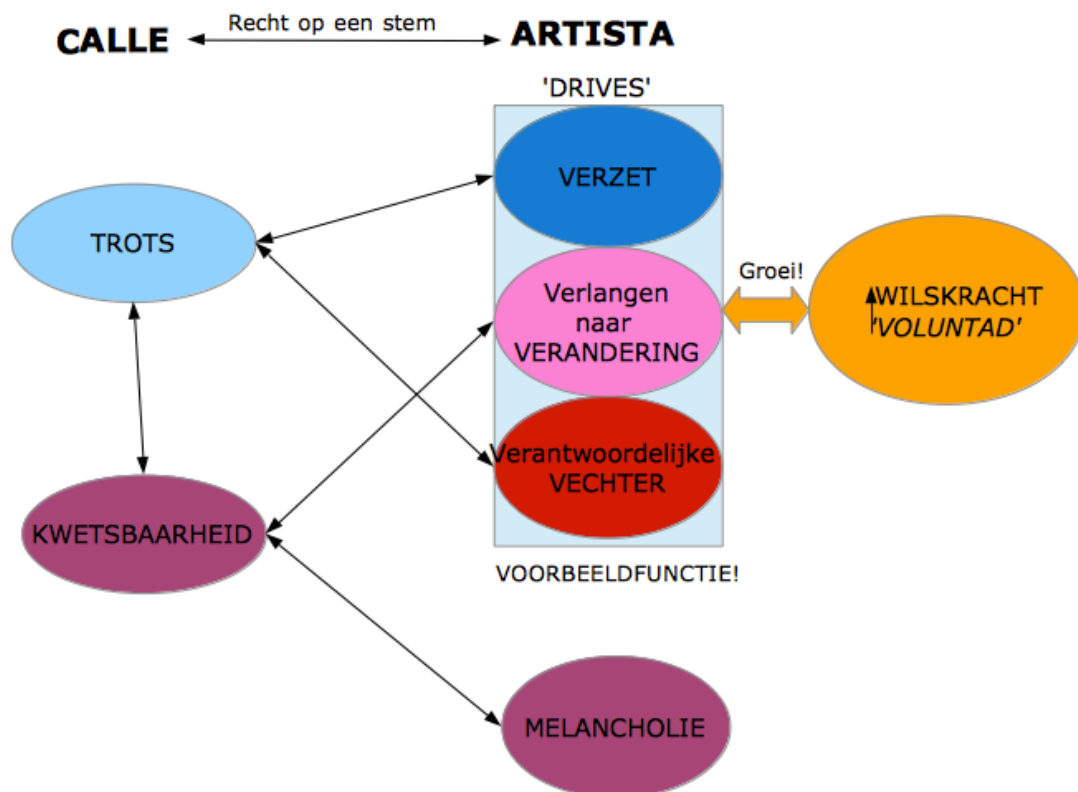 CALLE
Recht op een stem
ARTISTA
'DRIVES'
VERZET
TROTS
Verlangen
naar
VERANDERING
Groei!
WILSKRACHT
'VOLUNTAD'
Verantwoordelijke
VECHTER
KWETSBAARHEID
VOORBEELDFUNCTIE!
MELANCHOLIE